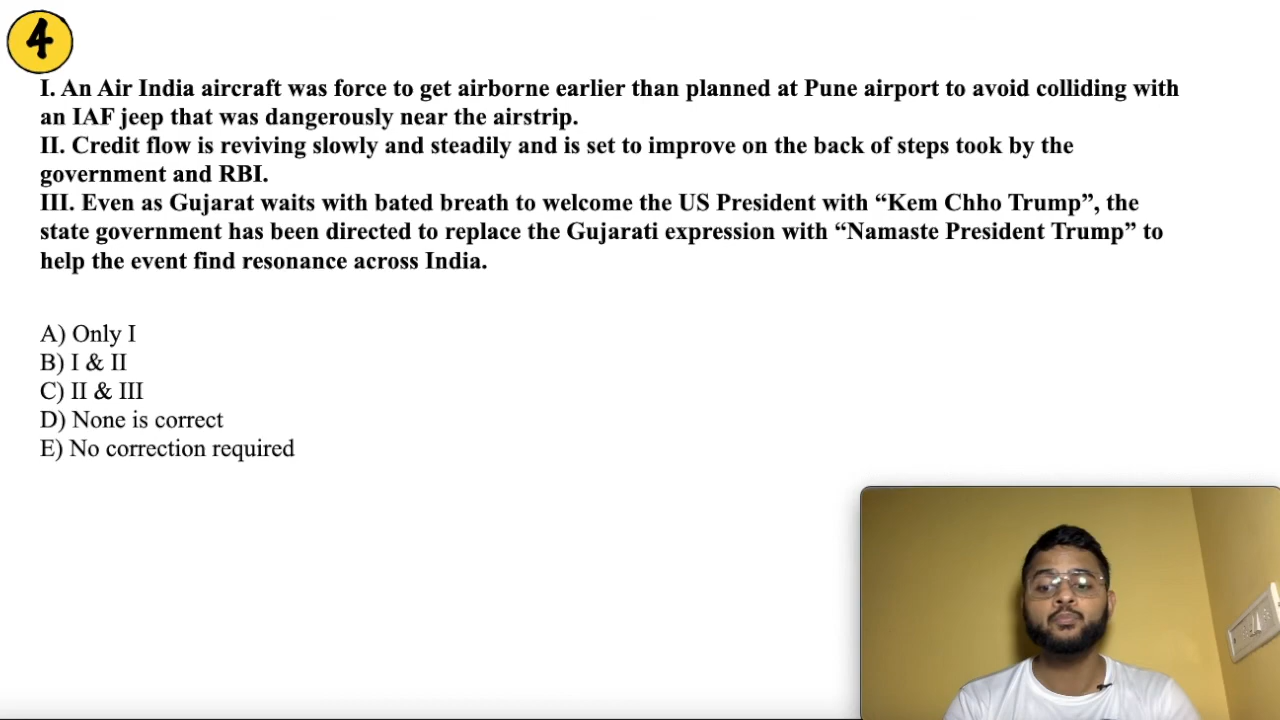 4
I. An Air India aircraft was force to get airborne earlier than planned at Pune airport to avoid colliding with
an IAF jeep that was dangerously near the airstrip.
II. Credit flow is reviving slowly and steadily and is set to improve on the back of steps took by the
government and RBI.
III. Even as Gujarat waits with bated breath to welcome the US President with “Kem Chho Trump”, the
state government has been directed to replace the Gujarati expression with “Namaste President Trump” to
help the event find resonance across India.
A) Only I
B) I & II
C) II & III
D) None is correct
E) No correction required